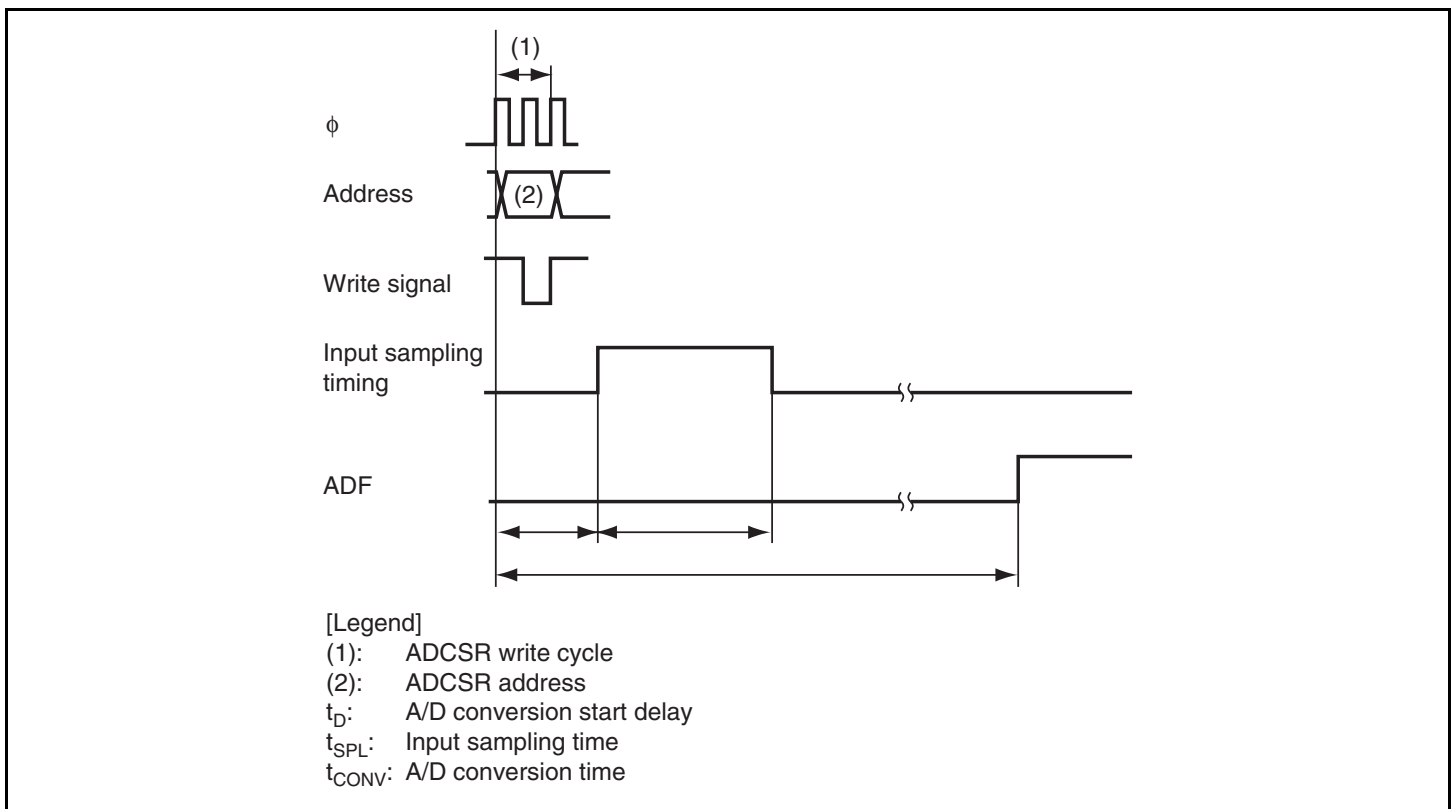 (1)
ϕ
Address
(2)
Write signal
Input sampling
timing
ADF
[Legend]
(1): ADCSR write cycle
(2): ADCSR address
tD: A/D conversion start delay
tSPL: Input sampling time
tCONV: A/D conversion time